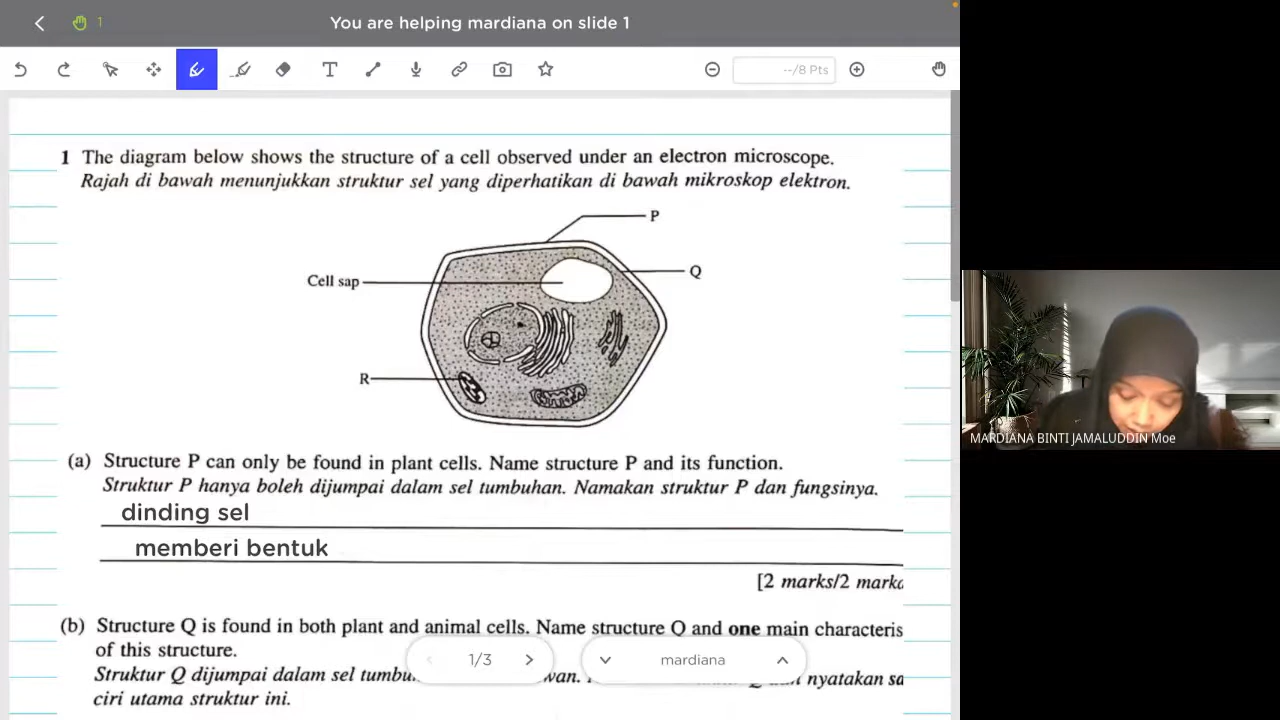 1
You are helping mardiana on slide 1
--/8 Pts
1 The diagram below shows the structure of a cell observed under an electron microscope.
Rajah di bawah menunjukkan struktur sel yang diperhatikan di bawah mikroskop elektron.
P
Q
Cell sap
R
(a) Structure P can only be found in plant cells. Name structure P and its function.
Struktur P hanya boleh dijumpai dalam sel tumbuhan. Namakan struktur P dan fungsinya.
dinding sel
memberi bentuk
[2 marks/2 marka
(b) Structure Q is found in both plant and animal cells. Name structure Q and one main characteris
of this structure.
Struktur Q dijumpai dalam sel tumbu
nyatakan sa
ciri utama struktur ini.
1/3
mardiana
MARDIANA BINTI JAMALUDDIN Moe